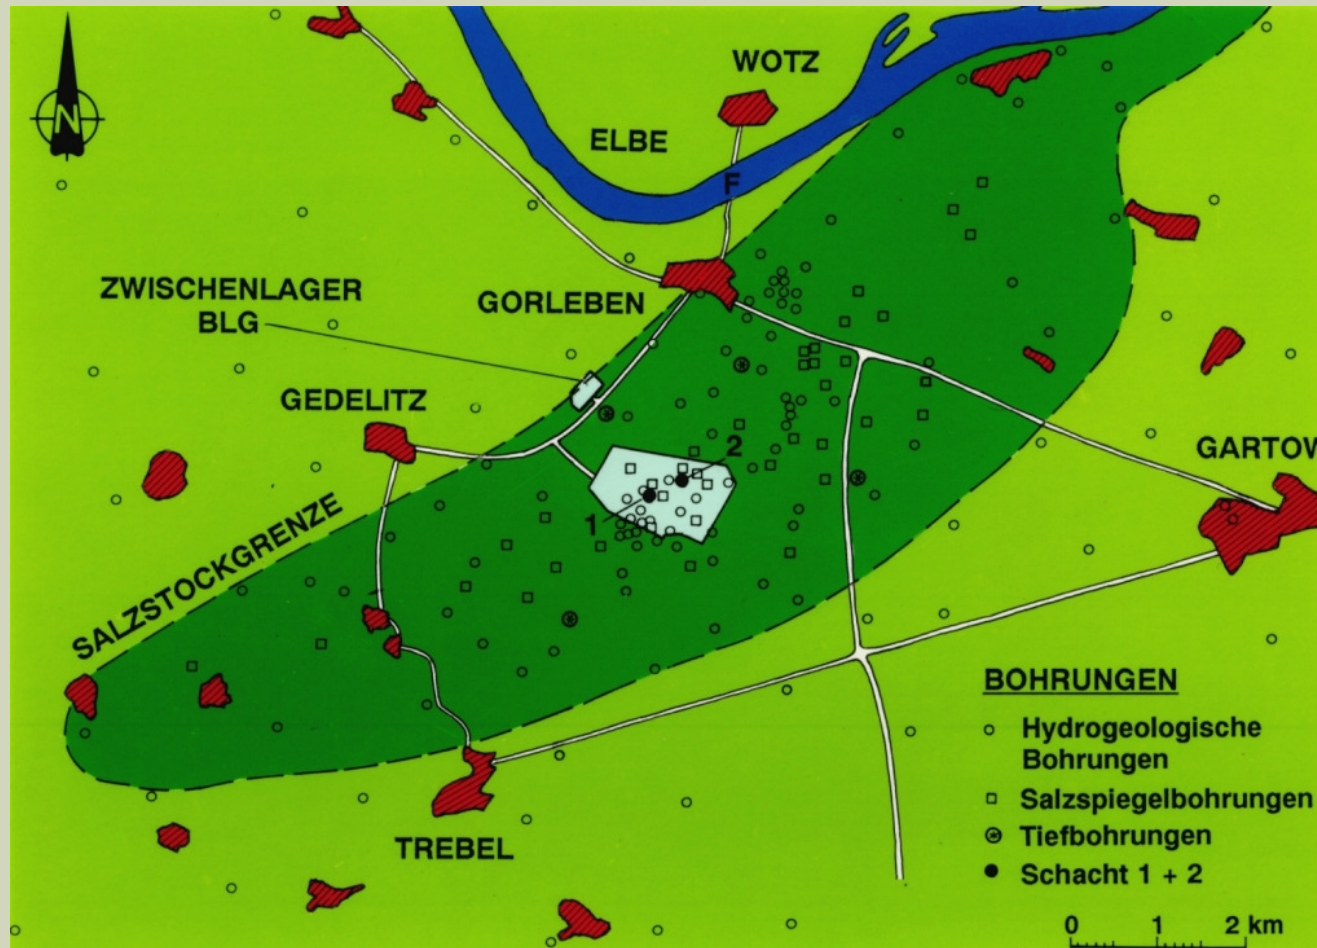 N
WOTZ
ELBE
F
ZWISCHENLAGER
BLG
GORLEBEN
GEDELITZ
2
GARTOW
1
SALZSTOCKGRENZE
TREBEL
BOHRUNGEN
Hydrogeologische
Bohrungen
Salzspiegelbohrungen
Tiefbohrungen
Schacht 1 + 2
0 1 2 km